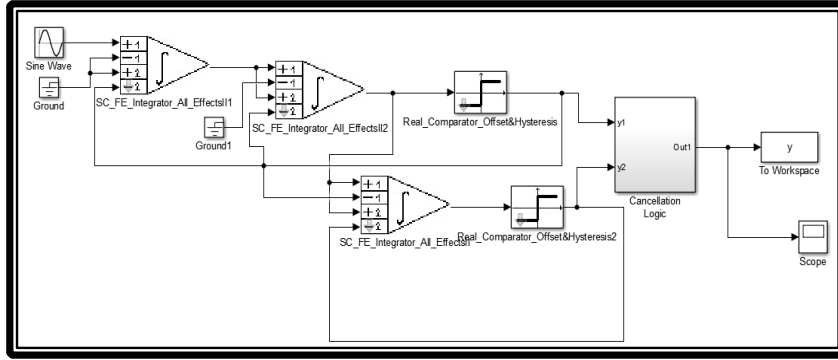 + 1
− 1
+ 2
2
Sine Wave
Ground
SC_FE_Integrator_All_EffectsII1
+ 1
− 1
+ 2
2
Ground1
SC_FE_Integrator_All_EffectsII2
Real_Comparator_Offset&Hysteresis
y1
y2
Out1
Cancellation
Logic
y
To Workspace
Scope
+ 1
− 1
+ 2
2
SC_FE_Integrator_All_EffectsII
Real_Comparator_Offset&Hysteresis2